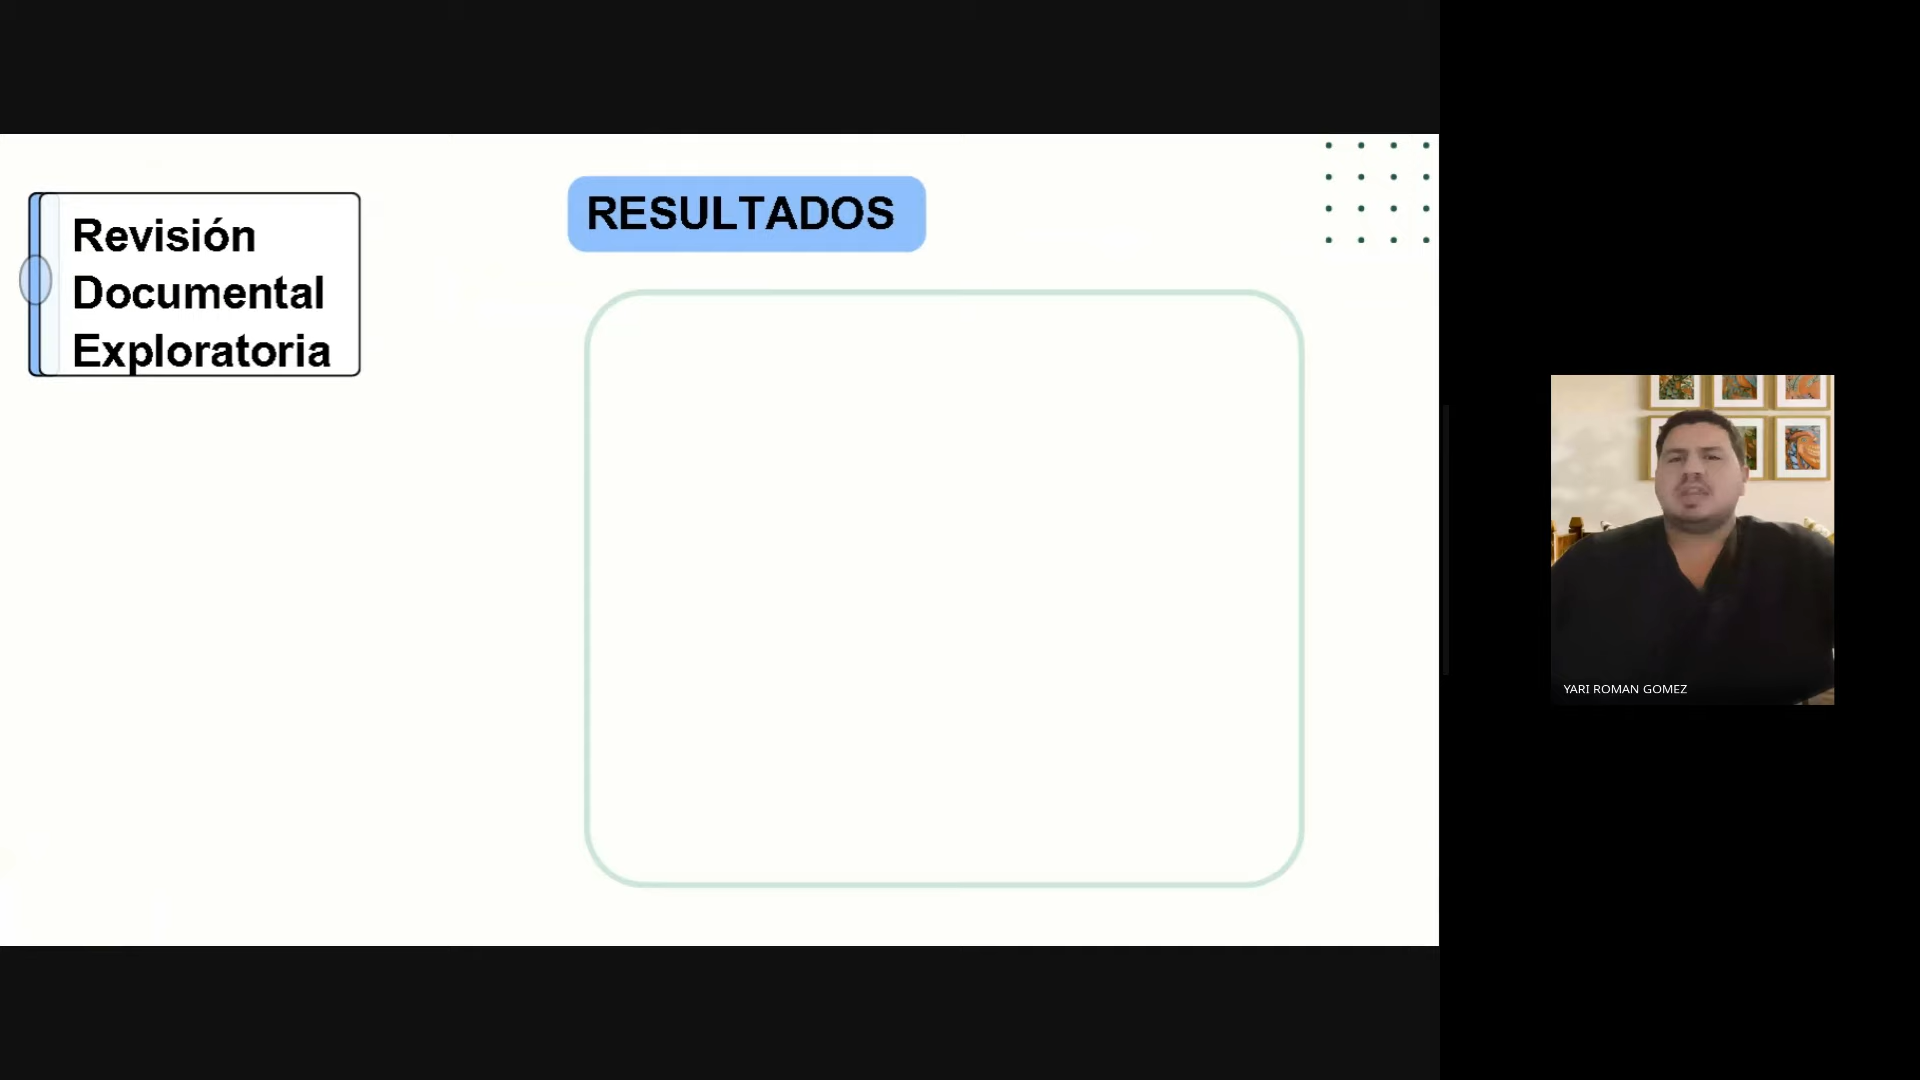 Revisión
Documental
Exploratoria
RESULTADOS
YARI ROMAN GOMEZ